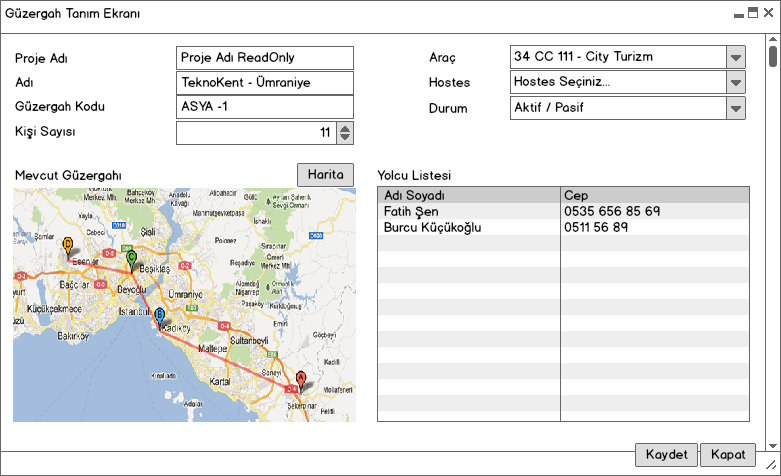 Güzergah Tanım Ekranı
Proje Adı
Proje Adı ReadOnly
Adı
TeknoKent - Ümraniye
Güzergah Kodu
ASYA -1
Kişi Sayısı
11
Araç
34 CC 111 - City Turizm
Hostes
Hostes Seçiniz...
Durum
Aktif / Pasif
Mevcut Güzergahı
Harita
Yolcu Listesi
Adı Soyadı Cep
Fatih Şen 0535 656 85 69
Burcu Küçükoğlu 0511 56 89
Şişli
Beşiktaş
Beyoğlu
Esenler
Bağcılar
Küçükçekmece
Bakırköy
İstanbul
Kadıköy
Ümraniye
Maltepe
Sultanbeyli
Kartal
Şekerpınar
A
B
C
D
Kaydet
Kapat